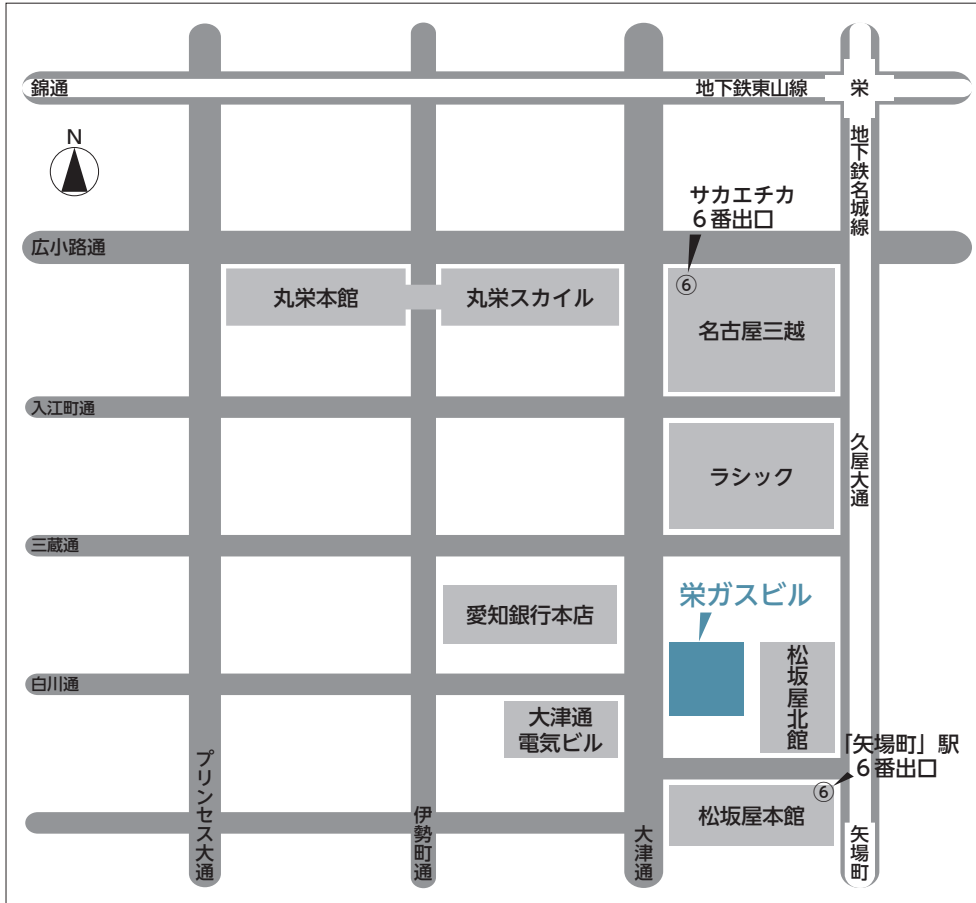 錦通
地下鉄東山線
栄
N
地下鉄名城線
サカエチカ
6番出口
広小路通
⑥
丸栄本館
丸栄スカイル
名古屋三越
入江町通
久屋大通
ラシック
三蔵通
栄ガスビル
愛知銀行本店
松坂屋北館
白川通
大津通
電気ビル
「矢場町」駅
6番出口
⑥
プリンセス大通
伊勢町通
大津通
松坂屋本館
矢場町